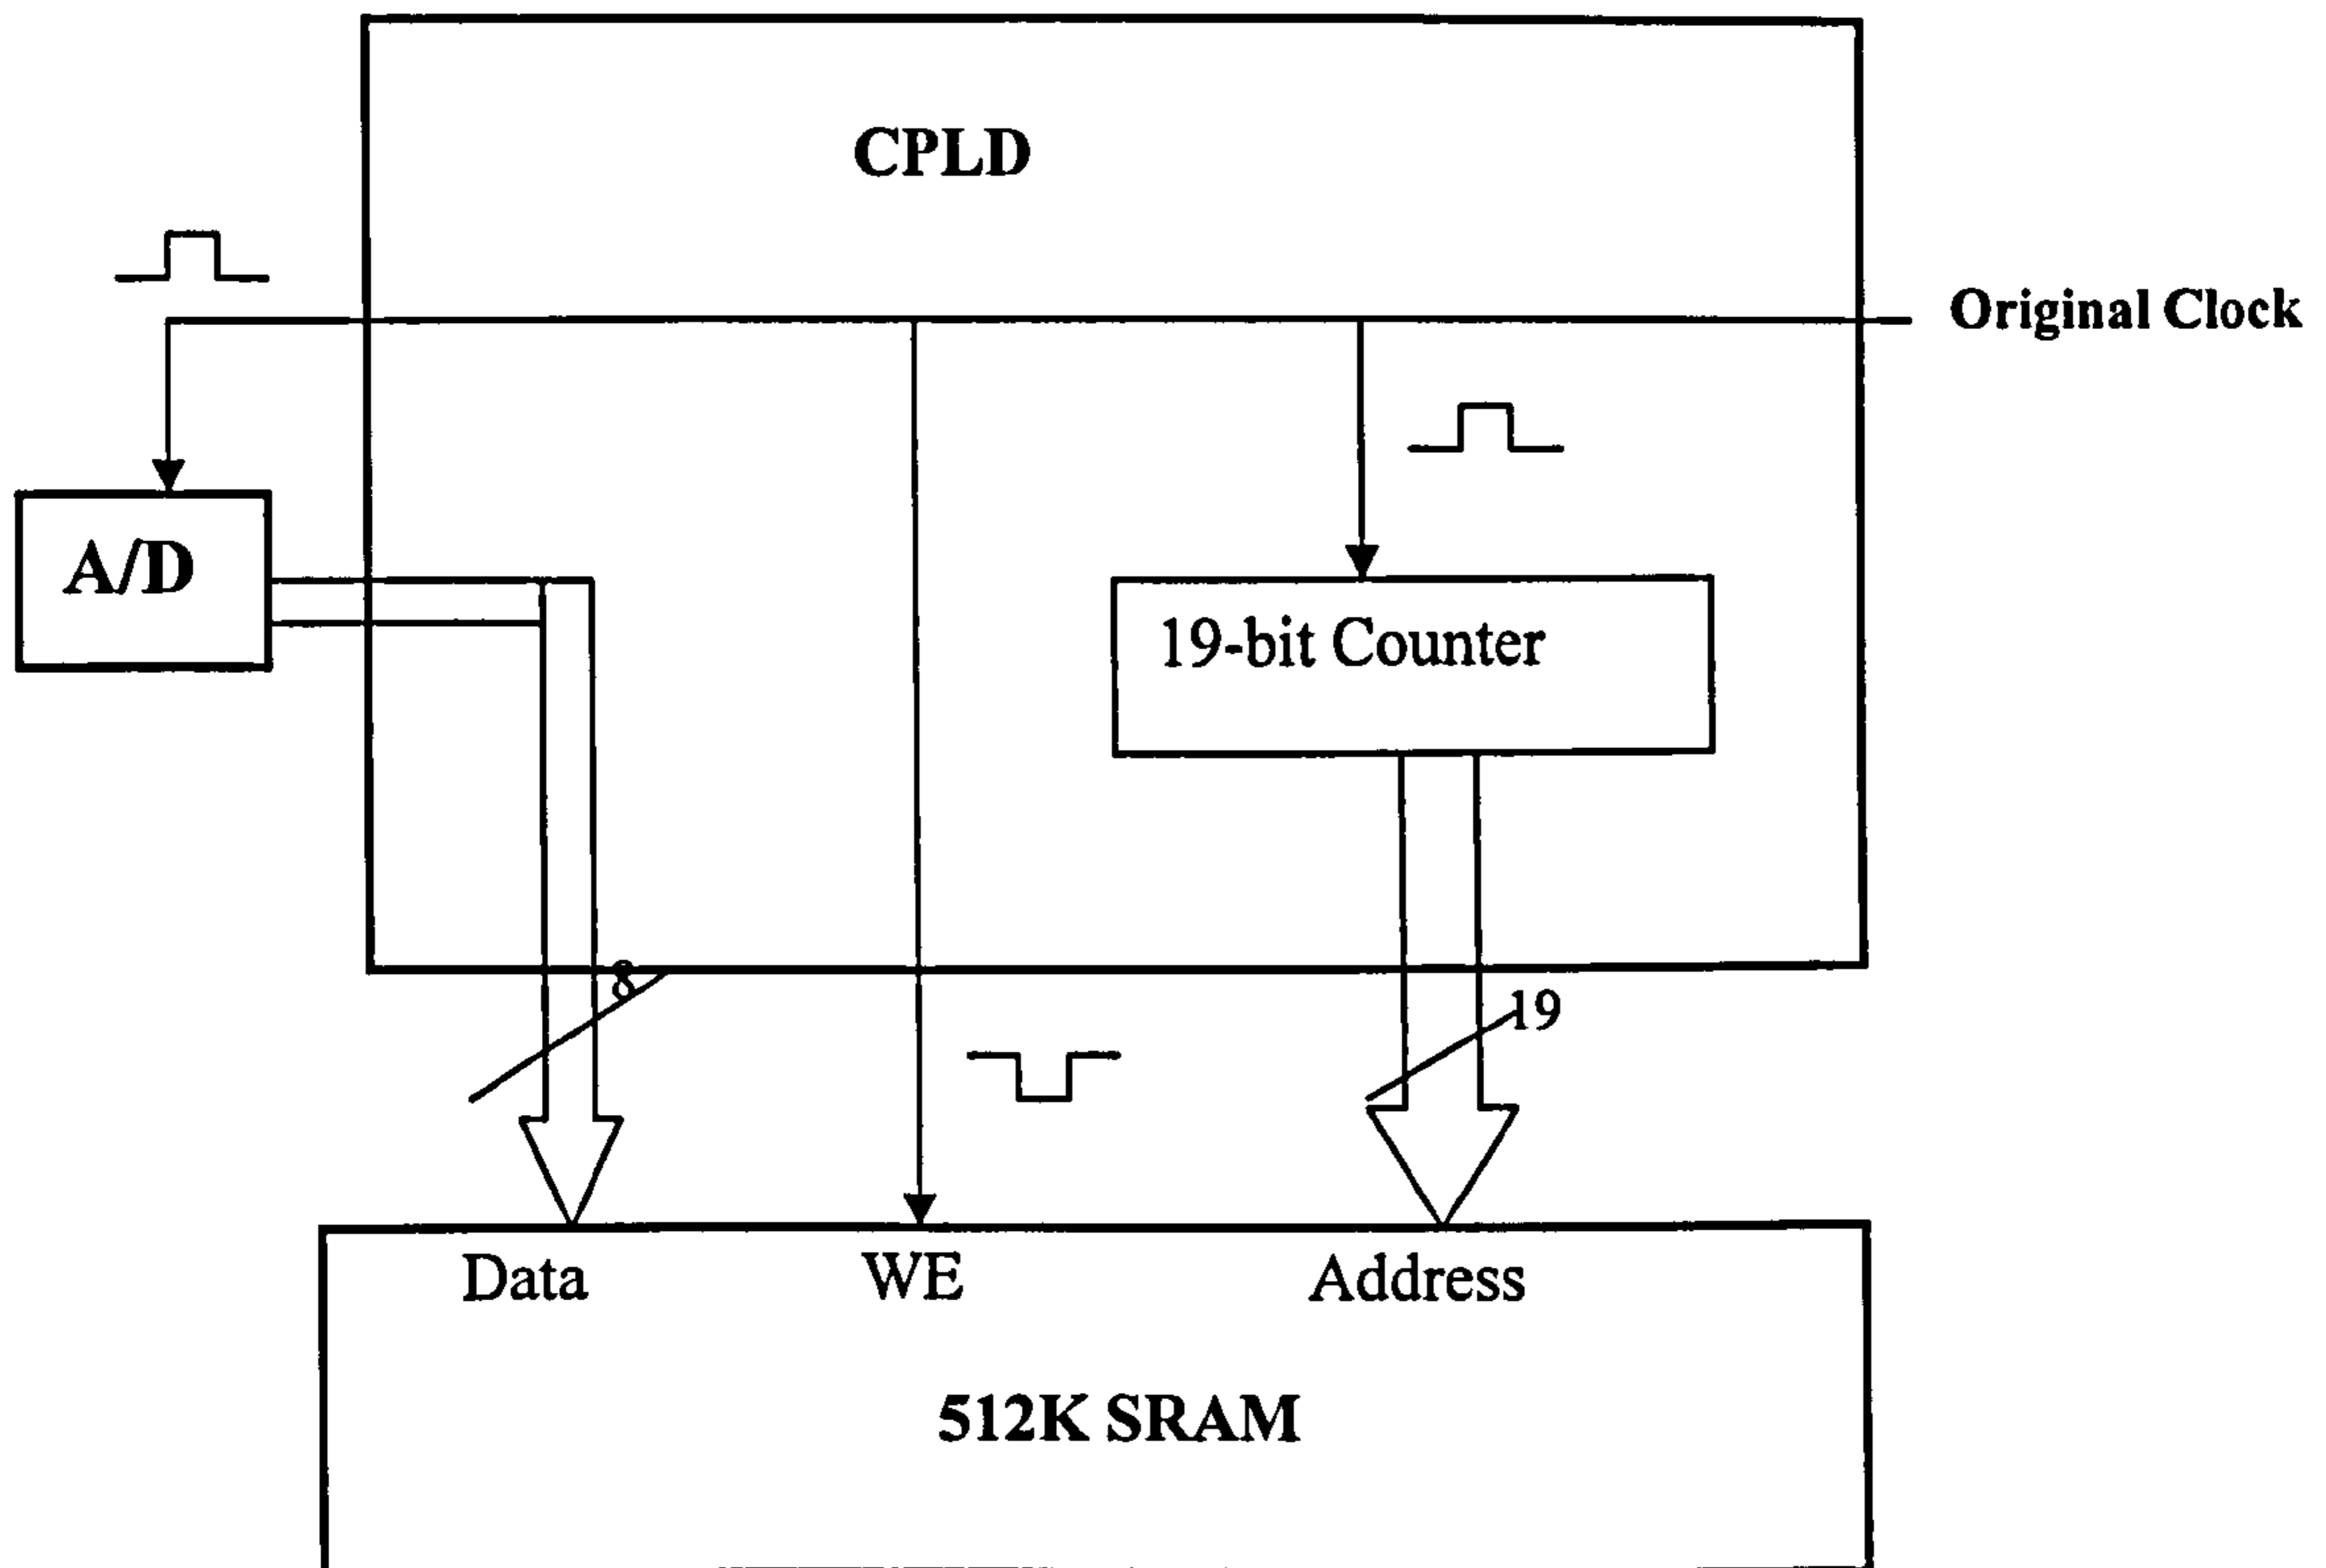 CPLD
Original Clock
A/D
19-bit Counter
8
19
Data
WE
Address
512K SRAM